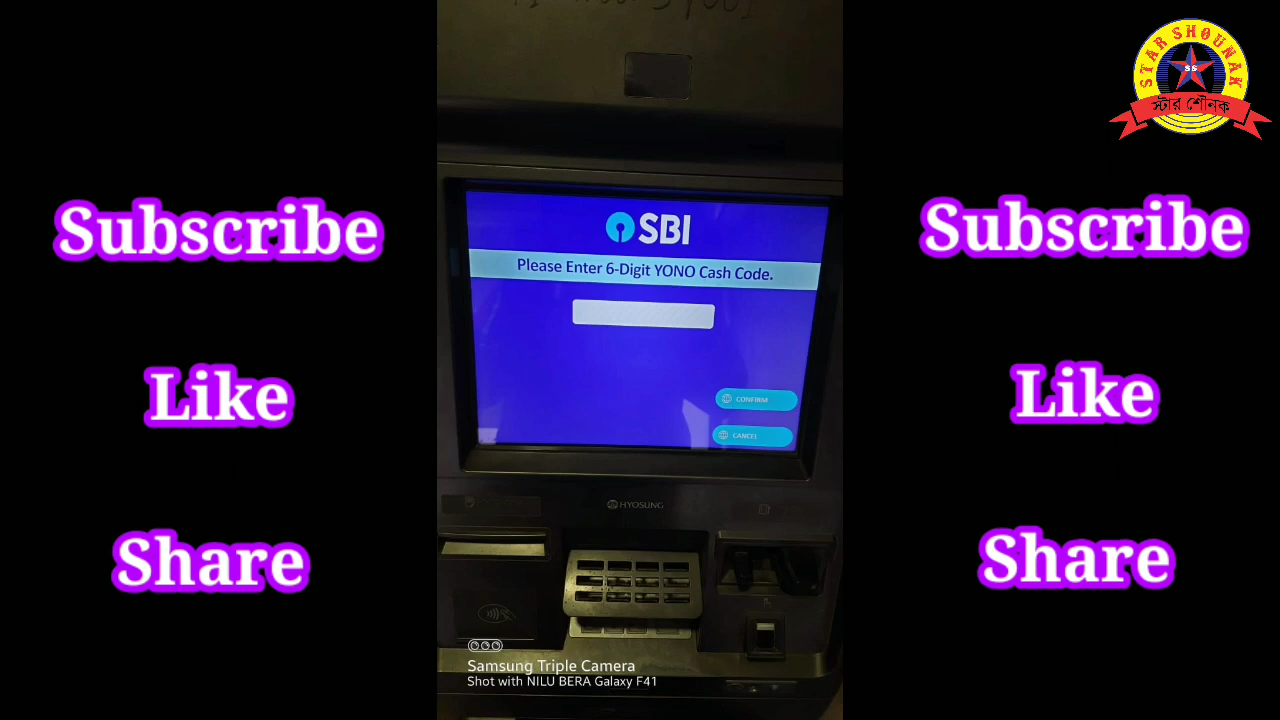 STAR SHOUNAK
SS
স্টার শৌনক
Subscribe
Like
Share
SBI
Please Enter 6-Digit YONO Cash Code.
CONFIRM
CANCEL
HYOSUNG
Samsung Triple Camera
Shot with NILU BERA Galaxy F41
Subscribe
Like
Share